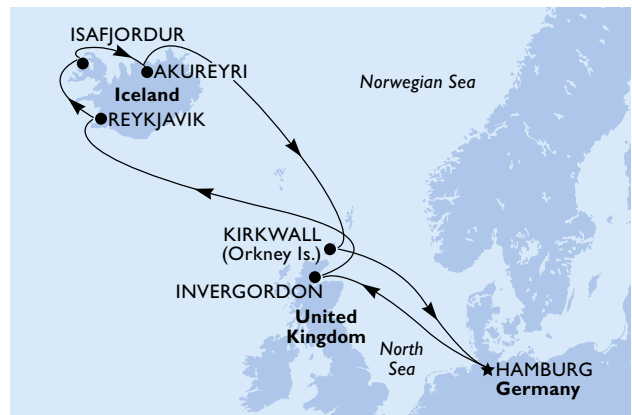 ISAFJORDUR
AKUREYRI
Iceland
REYKJAVIK
Norwegian Sea
KIRKWALL
(Orkney Is.)
INVERGORDON
United
Kingdom
North
Sea
HAMBURG
Germany